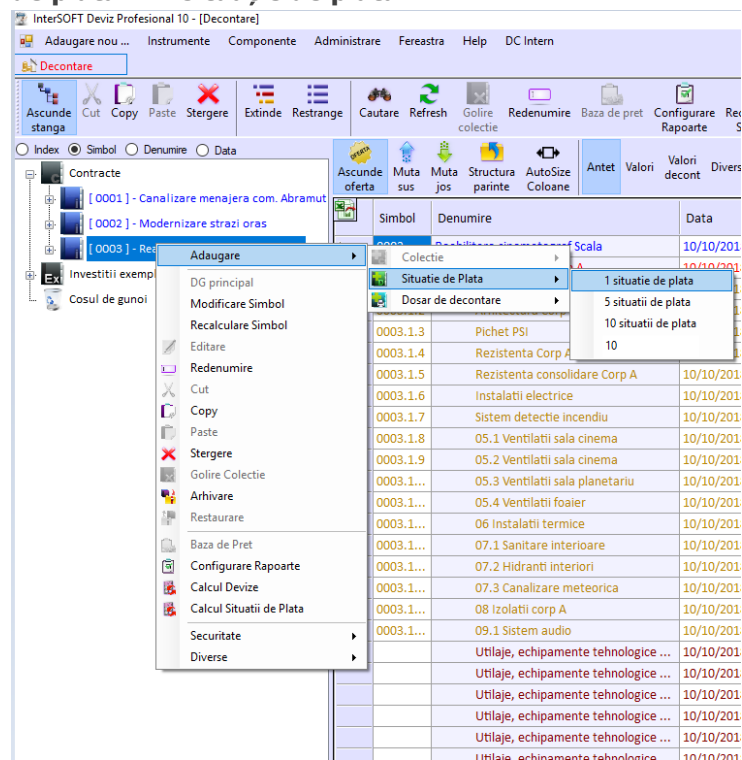 InterSOFT Deviz Profesional 10 - [Decontare]
Adaugare nou ... Instrumente Componente Administrare Fereastra Help DC Intern
Decontare
Ascunde stanga Cut Copy Paste Stergere Extinde Restrange Cautare Refresh Golire colectie Redenumire Baza de pret Configurare Rapoarte
Index Simbol Denumire Data
OFERTA
Ascunde oferta Muta sus Muta jos Structura parinte AutoSize Coloane Antet Valori Valori decont
Contracte
[ 0001 ] - Canalizare menajera com. Abramut
[ 0002 ] - Modernizare strazi oras
[ 0003 ] -
Investitii
Cosul de gunoi
Simbol Denumire Data
Scala
Adaugare
DG principal
Modificare Simbol
Recalculare Simbol
Editare
Redenumire
Cut
Copy
Paste
Stergere
Golire Colectie
Arhivare
Restaurare
Baza de Pret
Configurare Rapoarte
Calcul Devize
Calcul Situatii de Plata
Securitate
Diverse
Colectie
Situatie de Plata
Dosar de decontare
1 situatie de plata
5 situatii de plata
10 situatii de plata
10
0003.1.3 Pichet PSI
0003.1.4 Rezistenta Corp A
0003.1.5 Rezistenta consolidare Corp A
0003.1.6 Instalatii electrice
0003.1.7 Sistem detectie incendiu
0003.1.8 05.1 Ventilatii sala cinema
0003.1.9 05.2 Ventilatii sala cinema
0003.1... 05.3 Ventilatii sala planetariu
0003.1... 05.4 Ventilatii foaier
0003.1... 06 Instalatii termice
0003.1... 07.1 Sanitare interioare
0003.1... 07.2 Hidranti interiori
0003.1... 07.3 Canalizare meteorica
0003.1... 08 Izolatii corp A
0003.1... 09.1 Sistem audio
Utilaje, echipamente tehnologice ...
Utilaje, echipamente tehnologice ...
Utilaje, echipamente tehnologice ...
Utilaje, echipamente tehnologice ...
Utilaje, echipamente tehnologice ...